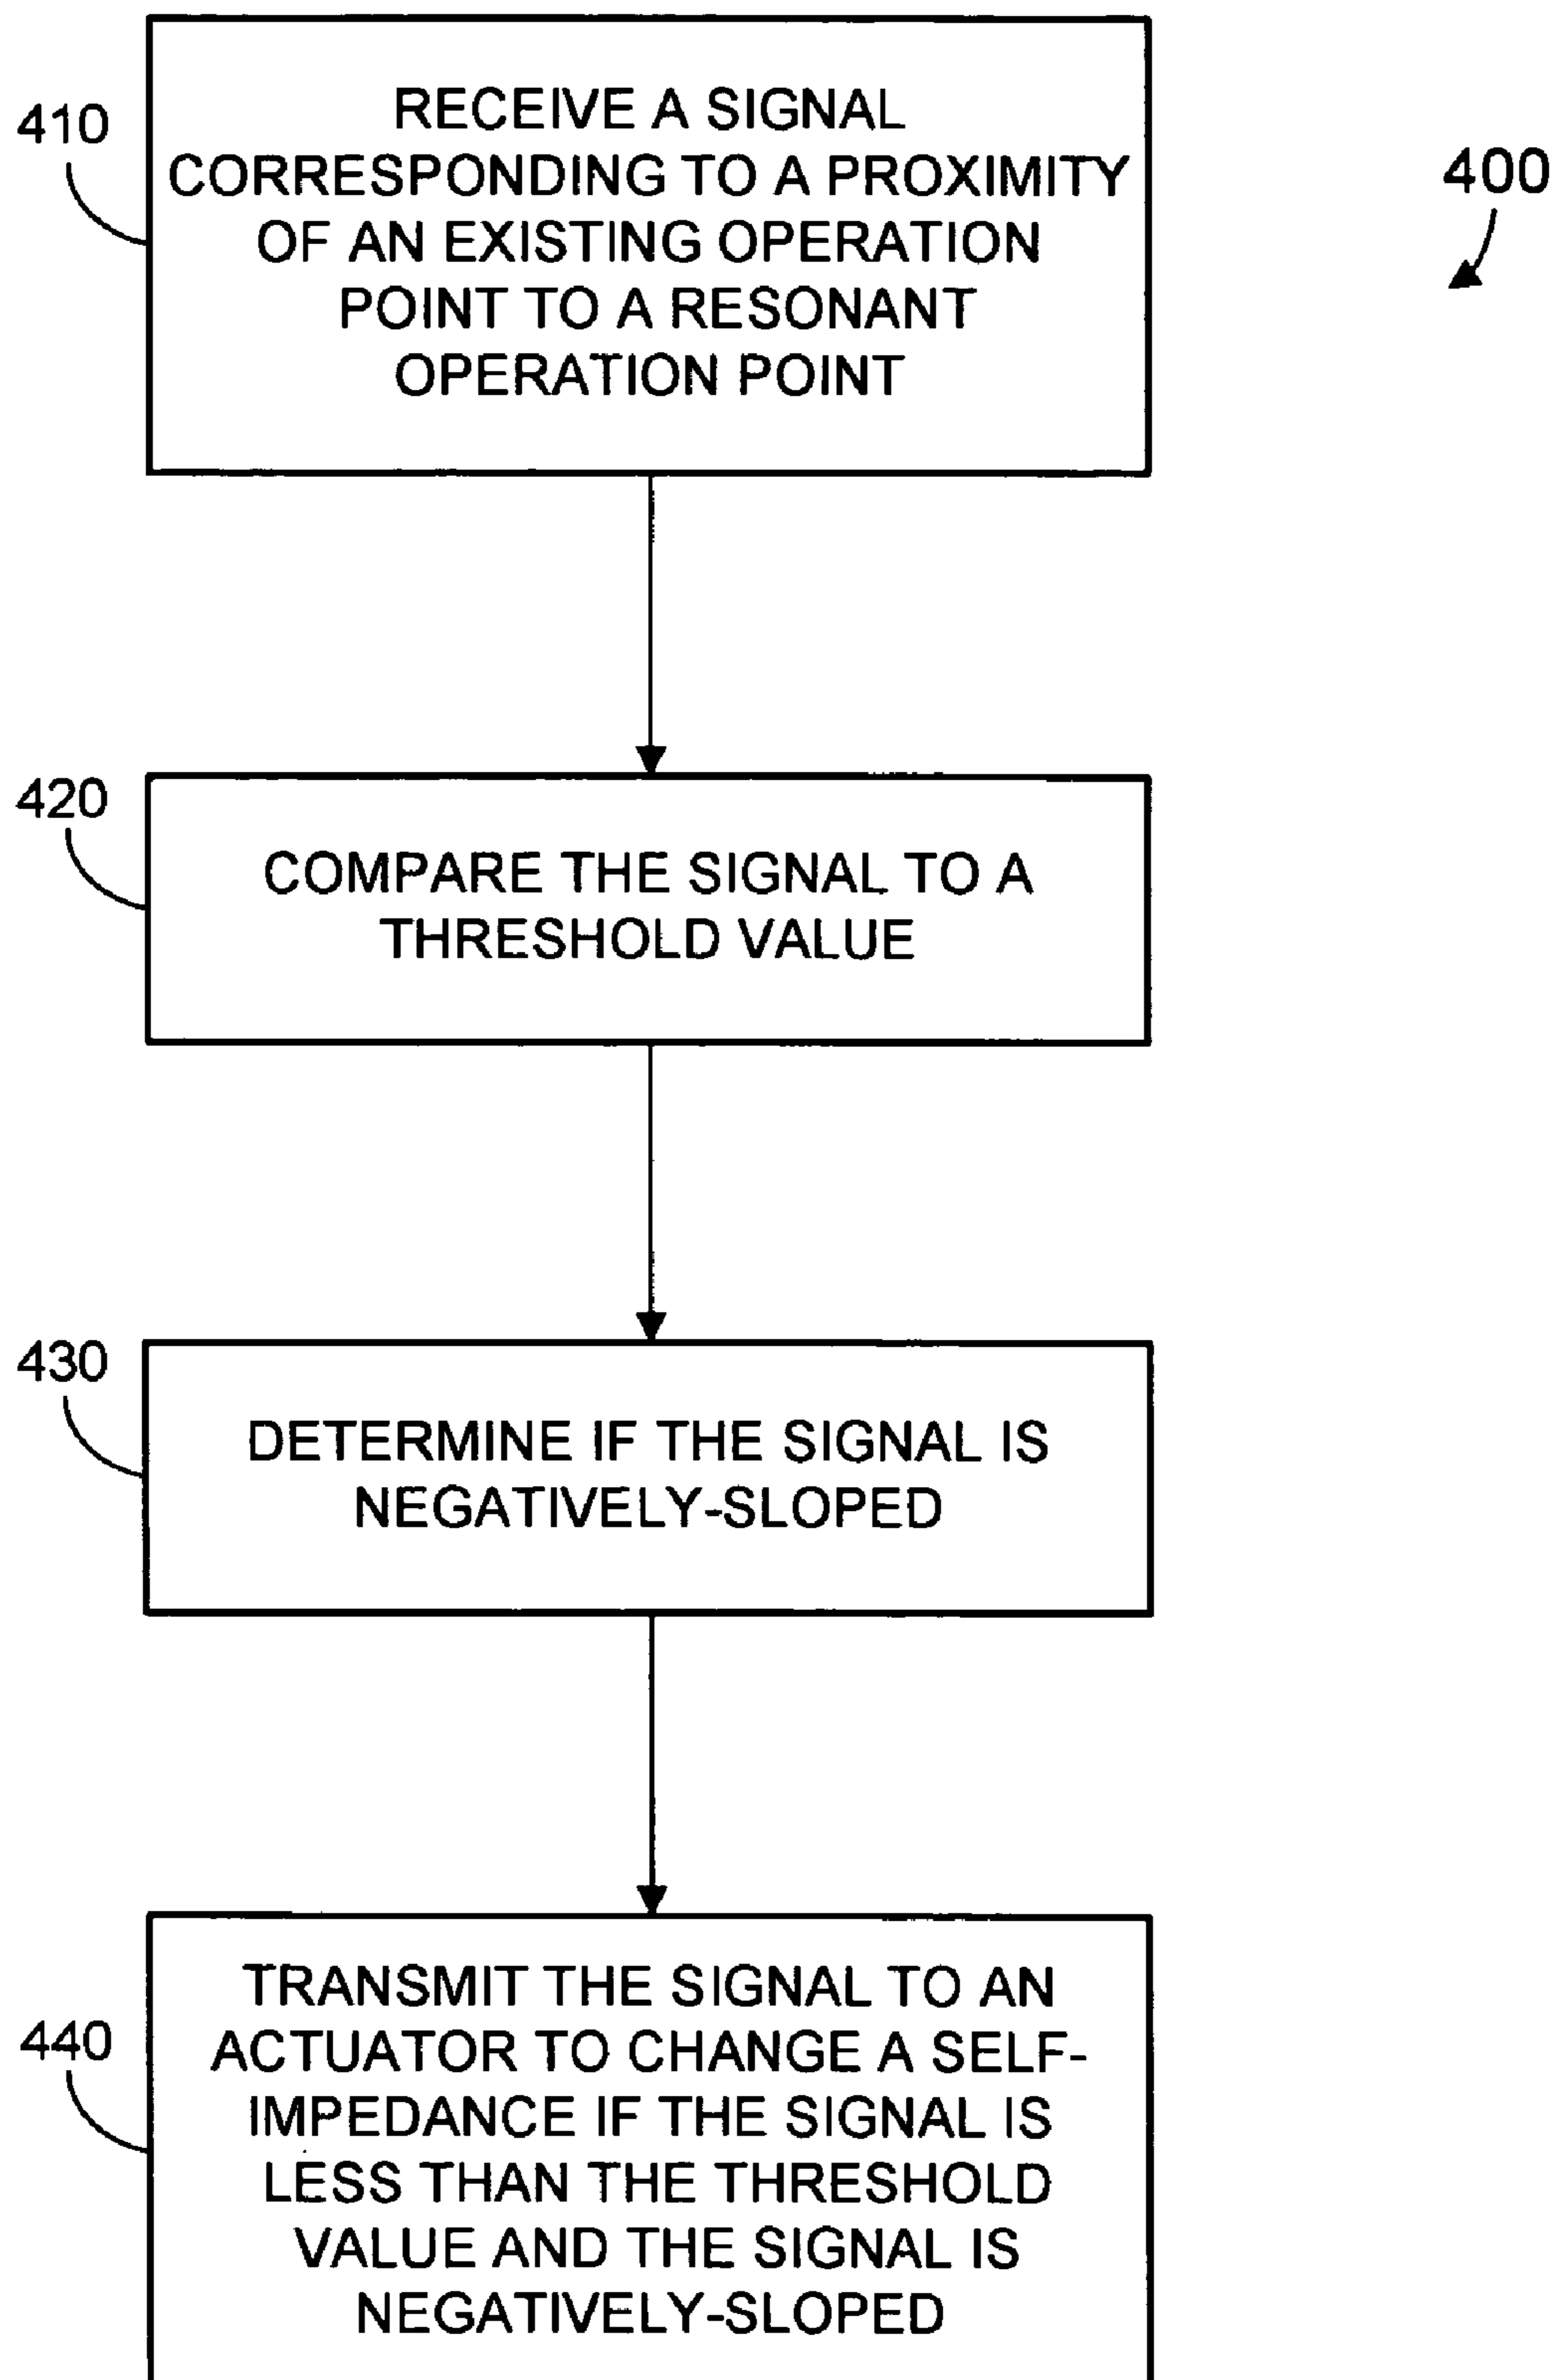 410
RECEIVE A SIGNAL
CORRESPONDING TO A PROXIMITY
OF AN EXISTING OPERATION
POINT TO A RESONANT
OPERATION POINT
400
420
COMPARE THE SIGNAL TO A
THRESHOLD VALUE
430
DETERMINE IF THE SIGNAL IS
NEGATIVELY-SLOPED
440
TRANSMIT THE SIGNAL TO AN
ACTUATOR TO CHANGE A SELF-
IMPEDANCE IF THE SIGNAL IS
LESS THAN THE THRESHOLD
VALUE AND THE SIGNAL IS
NEGATIVELY-SLOPED